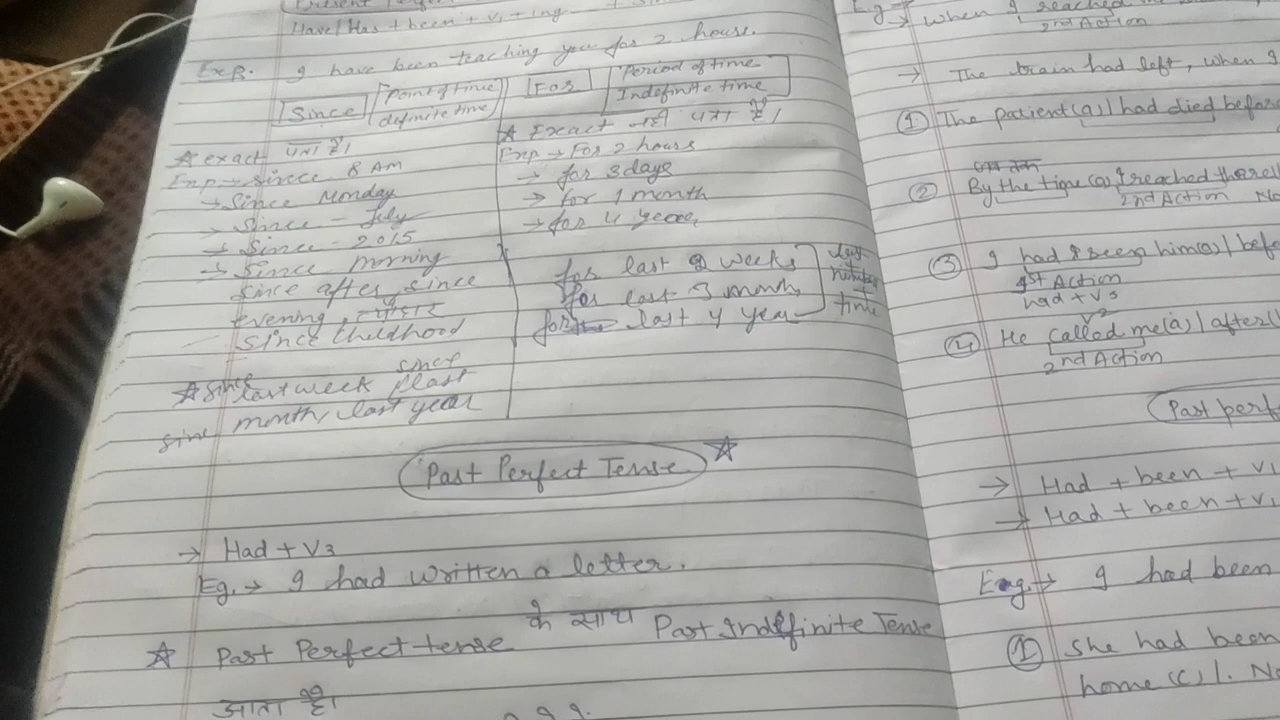 Have/Has + been + V1 + ing
Exp. I have been teaching you for 2 house.
Since
Point of time
definite time
For
Period of time
Indefinite time
☆ exact पता है।
Exp → Since 8 AM
→ Since Monday
→ Since - July
→ Since - 2015
→ Since morning
since after since
evening,
since childhood
☆ since last week since last
since month, last year
☆ Exact नहीं पता है।
Exp → For 2 hours
→ for 3 days
→ for 1 month
→ for 4 year,
for last 2 weeks
for last 3 month
for last 4 year
time
Past Perfect Tense ☆
→ Had + V3
Eg. → I had written a letter.
☆ Past Perfect tense के साथ Past Indefinite Tense
आता है।
Eg
→ When I reached
2nd Action
→ The train had left, when I
① The patient (a) had died before
② By the time (a) I reached there
2nd Action
③ I had seen him (a) / befo
1st Action
had + V3
V2
④ He called me (a) / after
2nd Action
Past perf
→ Had + been + V1
→ Had + been + V1
Eg. → I had been
① She had been
home (c) /. No